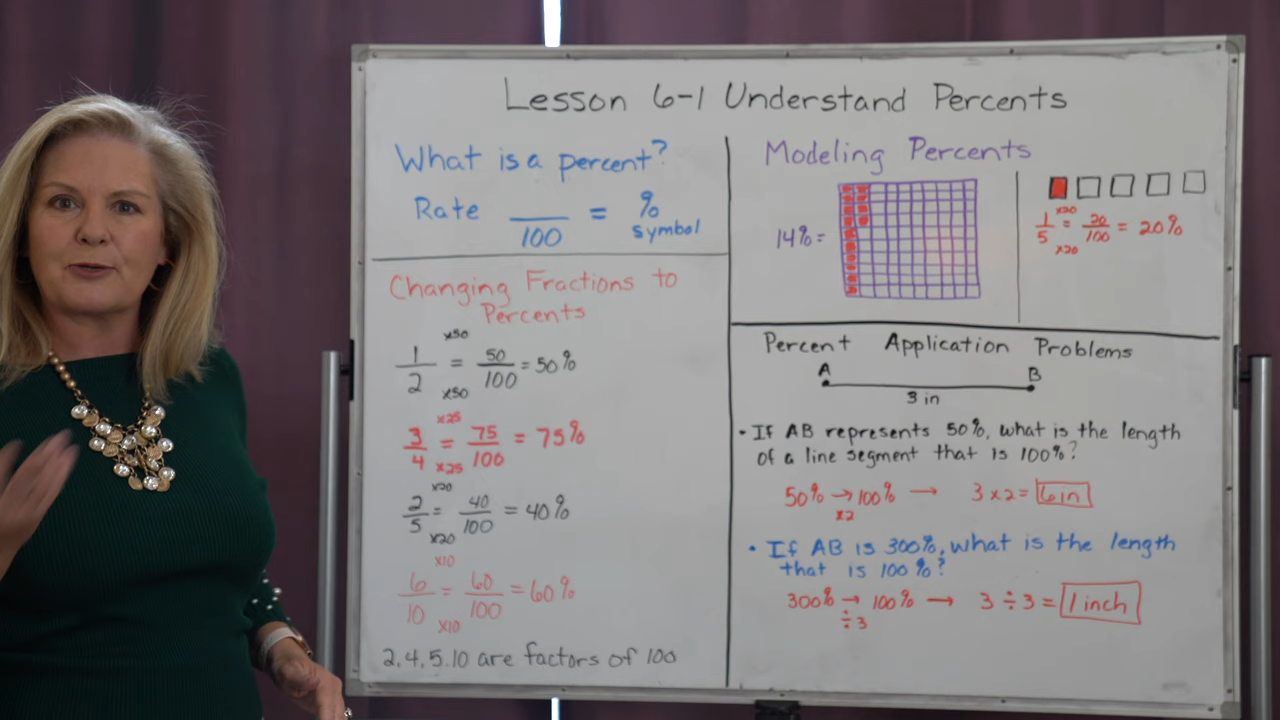 Lesson 6-1 Understand Percents
What is a percent?
Rate __/100 = %
symbol
Changing Fractions to
Percents
x50
1/2 = 50/100 = 50%
x50
x25
3/4 = 75/100 = 75%
x25
x20
2/5 = 40/100 = 40%
x20
x10
6/10 = 60/100 = 60%
x10
2,4,5.10 are factors of 100
Modeling Percents
14% =
x20
1/5 = 20/100 = 20%
x20
Percent Application Problems
A B
3 in
• If AB represents 50%, what is the length
of a line segment that is 100%?
50% → 100% → 3 x 2 = 6 in
x2
• If AB is 300%, what is the length
that is 100%?
300% → 100% → 3 ÷ 3 = 1 inch
÷3